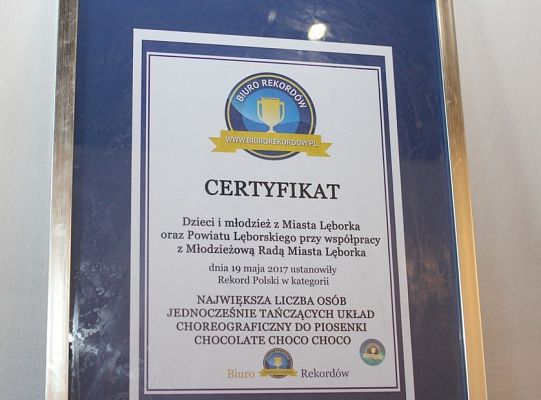 BIURO REKORDÓW
WWW.BIUROREKORDOW.PL
CERTYFIKAT
Dzieci i młodzież z Miasta Lęborka
oraz Powiatu Lęborskiego przy współpracy
z Młodzieżową Radą Miasta Lęborka
dnia 19 maja 2017 ustanowiły
Rekord Polski w kategorii
NAJWIĘKSZA LICZBA OSÓB
JEDNOCZEŚNIE TAŃCZĄCYCH UKŁAD
CHOREOGRAFICZNY DO PIOSENKI
CHOCOLATE CHOCO CHOCO
Biuro Rekordów